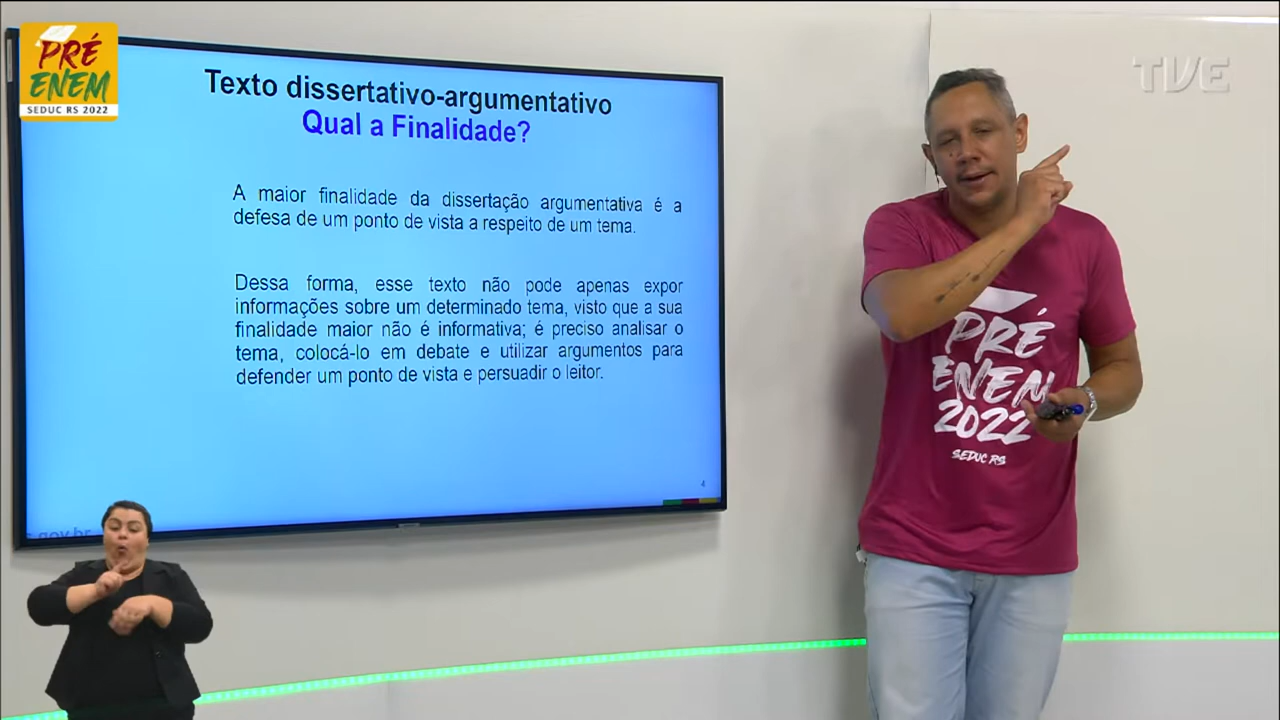 PRÉ
ENEM
SEDUC RS 2022
TVE
Texto dissertativo-argumentativo
Qual a Finalidade?
A maior finalidade da dissertação argumentativa é a
defesa de um ponto de vista a respeito de um tema.
Dessa forma, esse texto não pode apenas expor
informações sobre um determinado tema, visto que a sua
finalidade maior não é informativa; é preciso analisar o
tema, colocá-lo em debate e utilizar argumentos para
defender um ponto de vista e persuadir o leitor.
4
s.gov.br
PRÉ
ENEM
2022
SEDUC RS